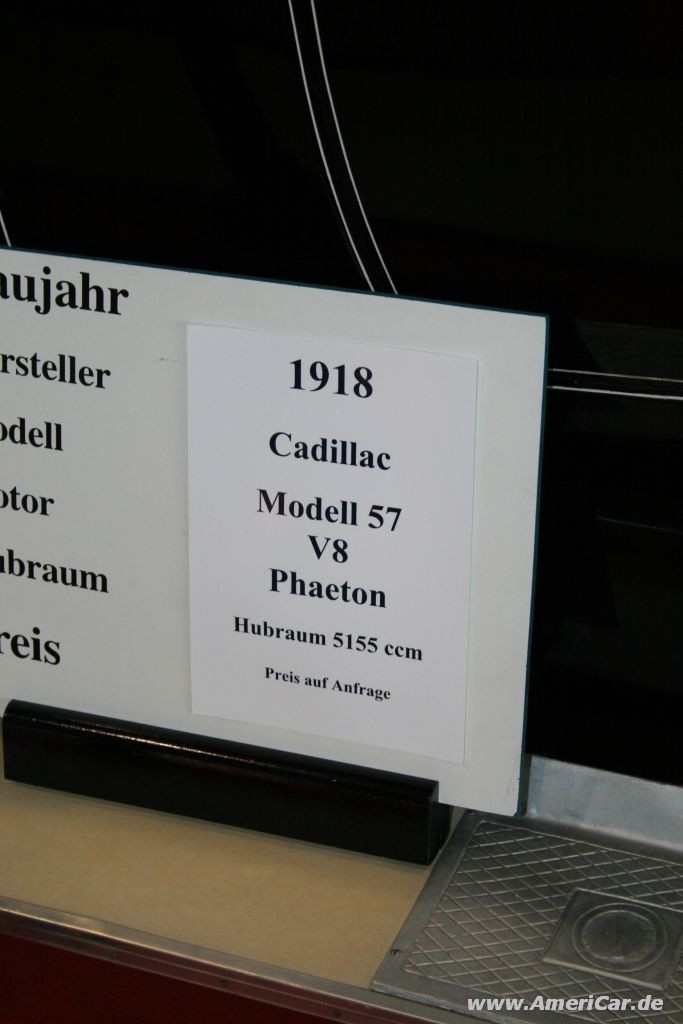 aujahr
1918
rsteller
Cadillac
odell
Modell 57
otor
V8
Phaeton
ubraum
Hubraum 5155 ccm
reis
Preis auf Anfrage
www.AmeriCar.de